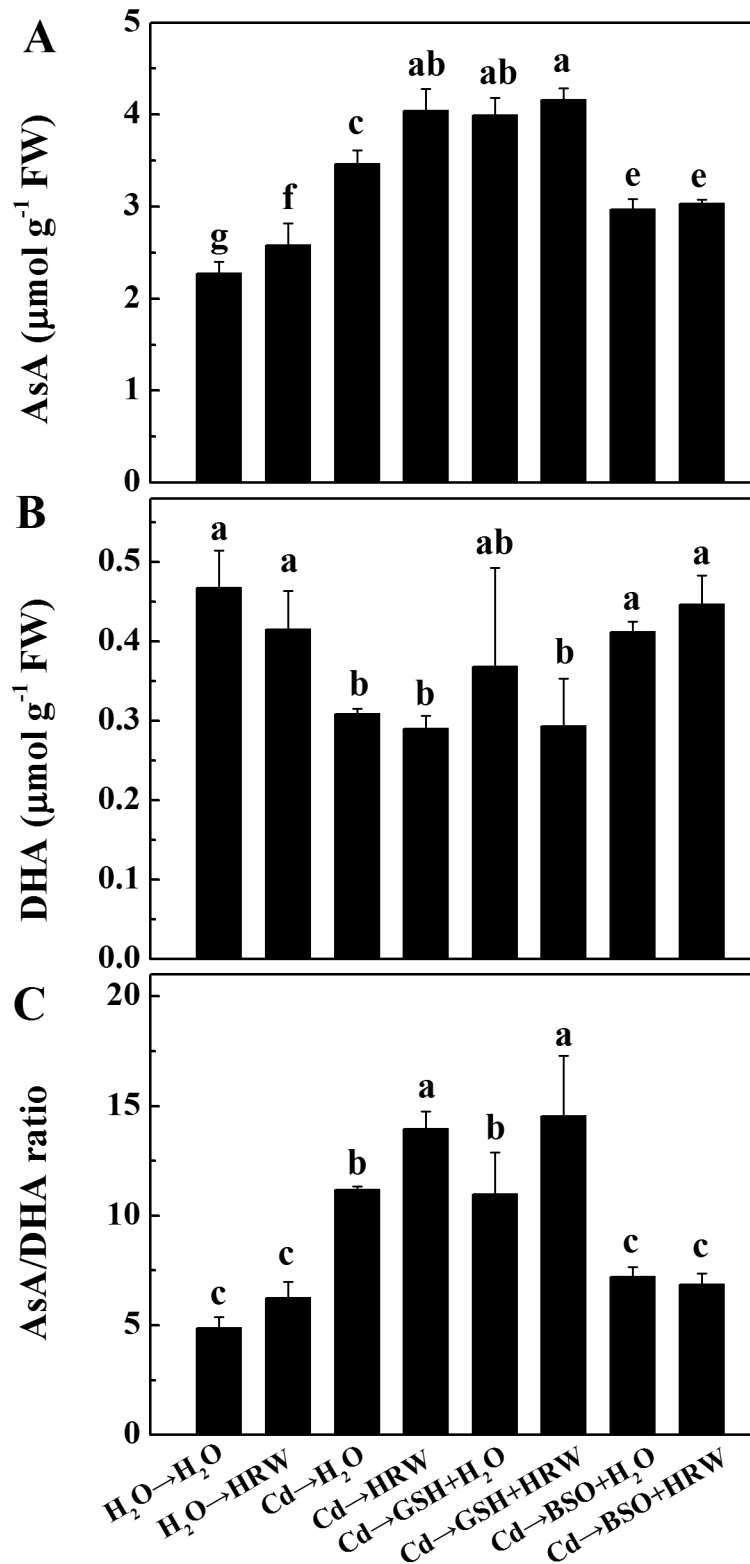 A
AsA (μmol g⁻¹ FW)
5
4
3
2
1
0
g
f
c
ab
ab
a
e
e
B
DHA (μmol g⁻¹ FW)
0.5
0.4
0.3
0.2
0.1
0.0
a
a
b
b
ab
b
a
a
C
AsA/DHA ratio
20
15
10
5
0
c
c
b
a
b
a
c
c
H₂O→H₂O
H₂O→HRW
Cd→H₂O
Cd→HRW
Cd→GSH+H₂O
Cd→GSH+HRW
Cd→BSO+H₂O
Cd→BSO+HRW